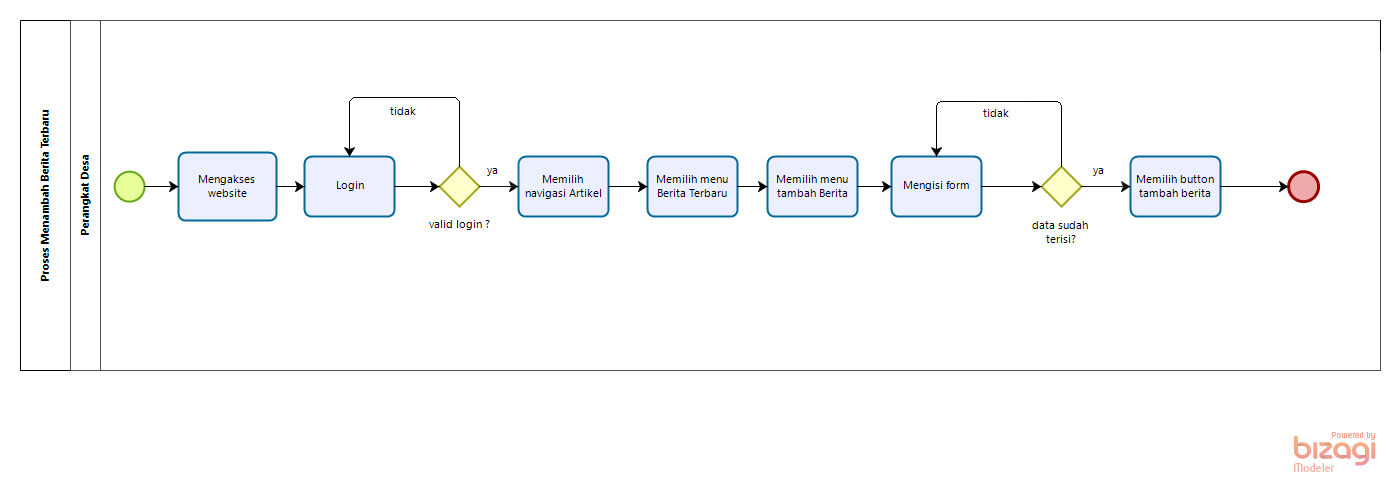 Proses Menambah Berita Terbaru
Perangkat Desa
Mengakses
website
Login
tidak
valid login ?
ya
Memilih
navigasi Artikel
Memilih menu
Berita Terbaru
Memilih menu
tambah Berita
Mengisi form
tidak
data sudah
terisi?
ya
Memilih button
tambah berita
Powered by
bizagi
Modeler